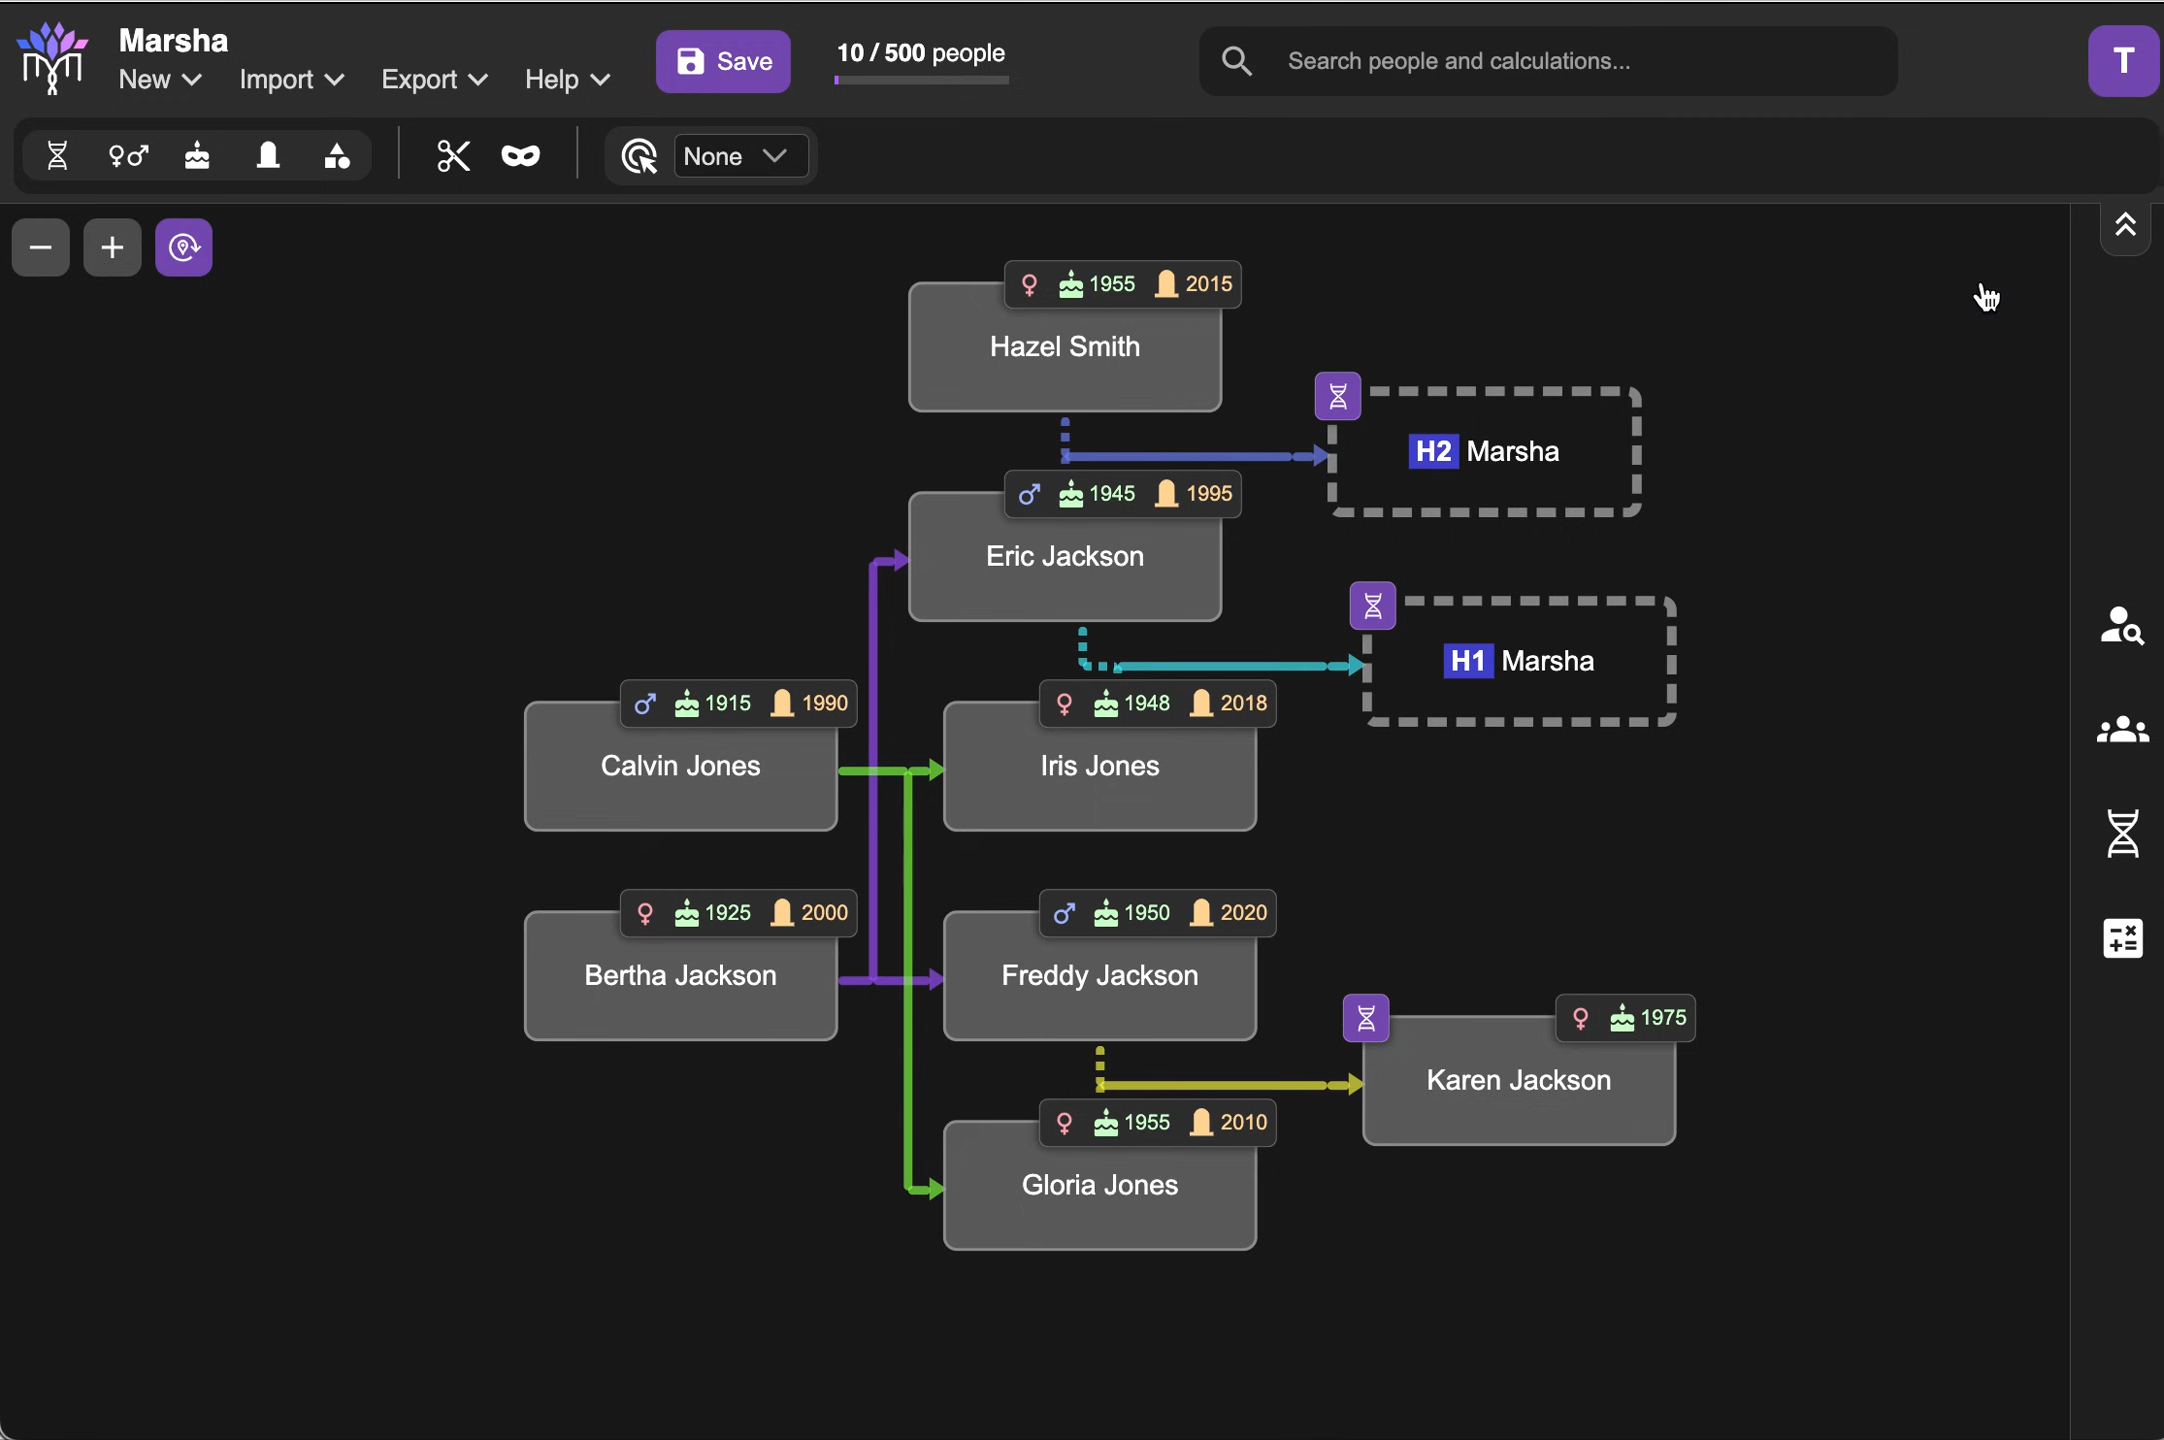 Marsha
New
Import
Export
Help
Save
10 / 500 people
Search people and calculations...
T
None
1955
2015
Hazel Smith
H2 Marsha
1945
1995
Eric Jackson
H1 Marsha
1915
1990
Calvin Jones
1948
2018
Iris Jones
1925
2000
Bertha Jackson
1950
2020
Freddy Jackson
1975
Karen Jackson
1955
2010
Gloria Jones